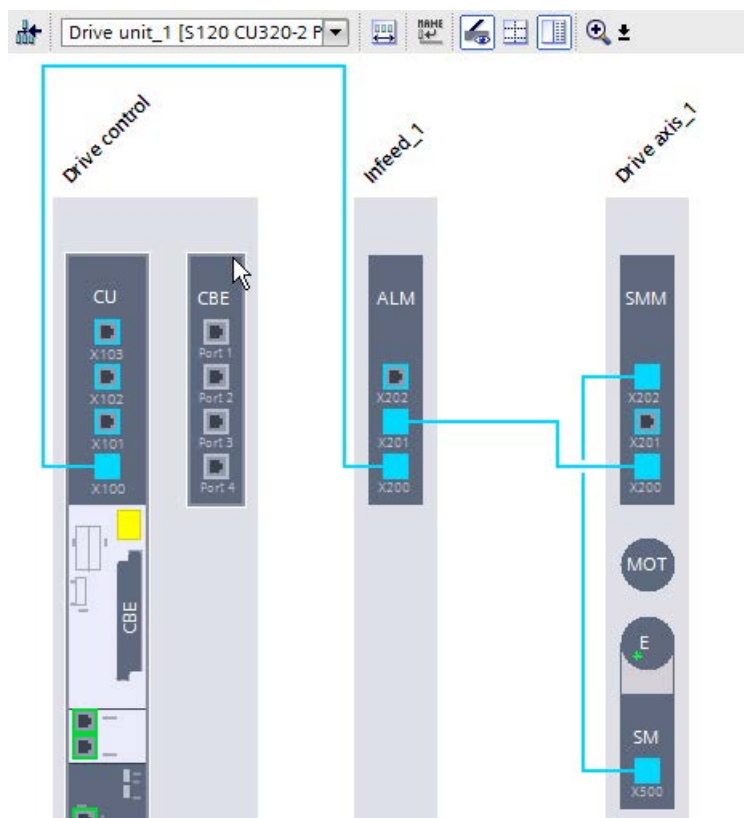 Drive unit_1 [S120 CU320-2 P
NAME
Drive control
Infeed_1
Drive axis_1
CU
X103
X102
X101
X100
CBE
Port 1
Port 2
Port 3
Port 4
CBE
ALM
X202
X201
X200
SMM
X202
X201
X200
MOT
E
SM
X500